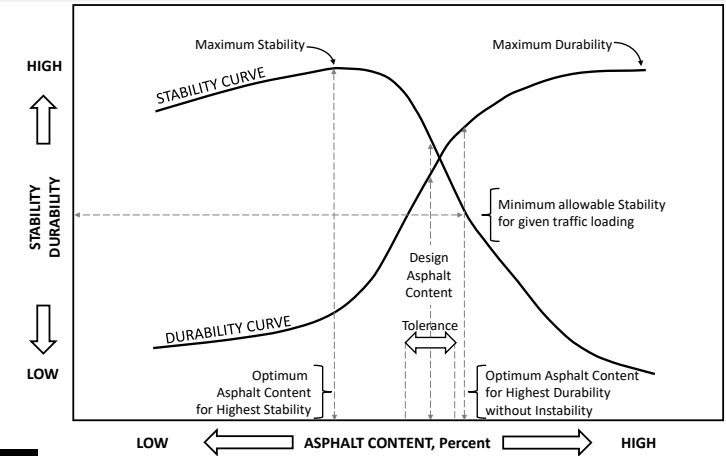 Maximum Stability
Maximum Durability
HIGH
STABILITY CURVE
STABILITY
DURABILITY
Minimum allowable Stability
for given traffic loading
Design
Asphalt
Content
DURABILITY CURVE
Tolerance
LOW
Optimum
Asphalt Content
for Highest Stability
Optimum Asphalt Content
for Highest Durability
without Instability
LOW
ASPHALT CONTENT, Percent
HIGH